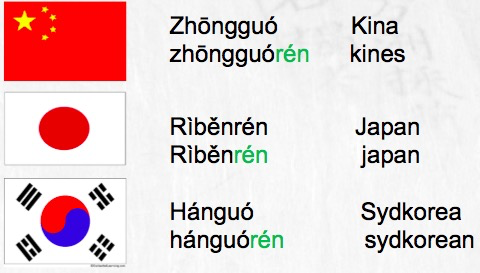 Zhōngguó Kina
zhōngguórén kines
Rìběnrén Japan
Rìběnrén japan
Hánguó Sydkorea
hánguórén sydkorean